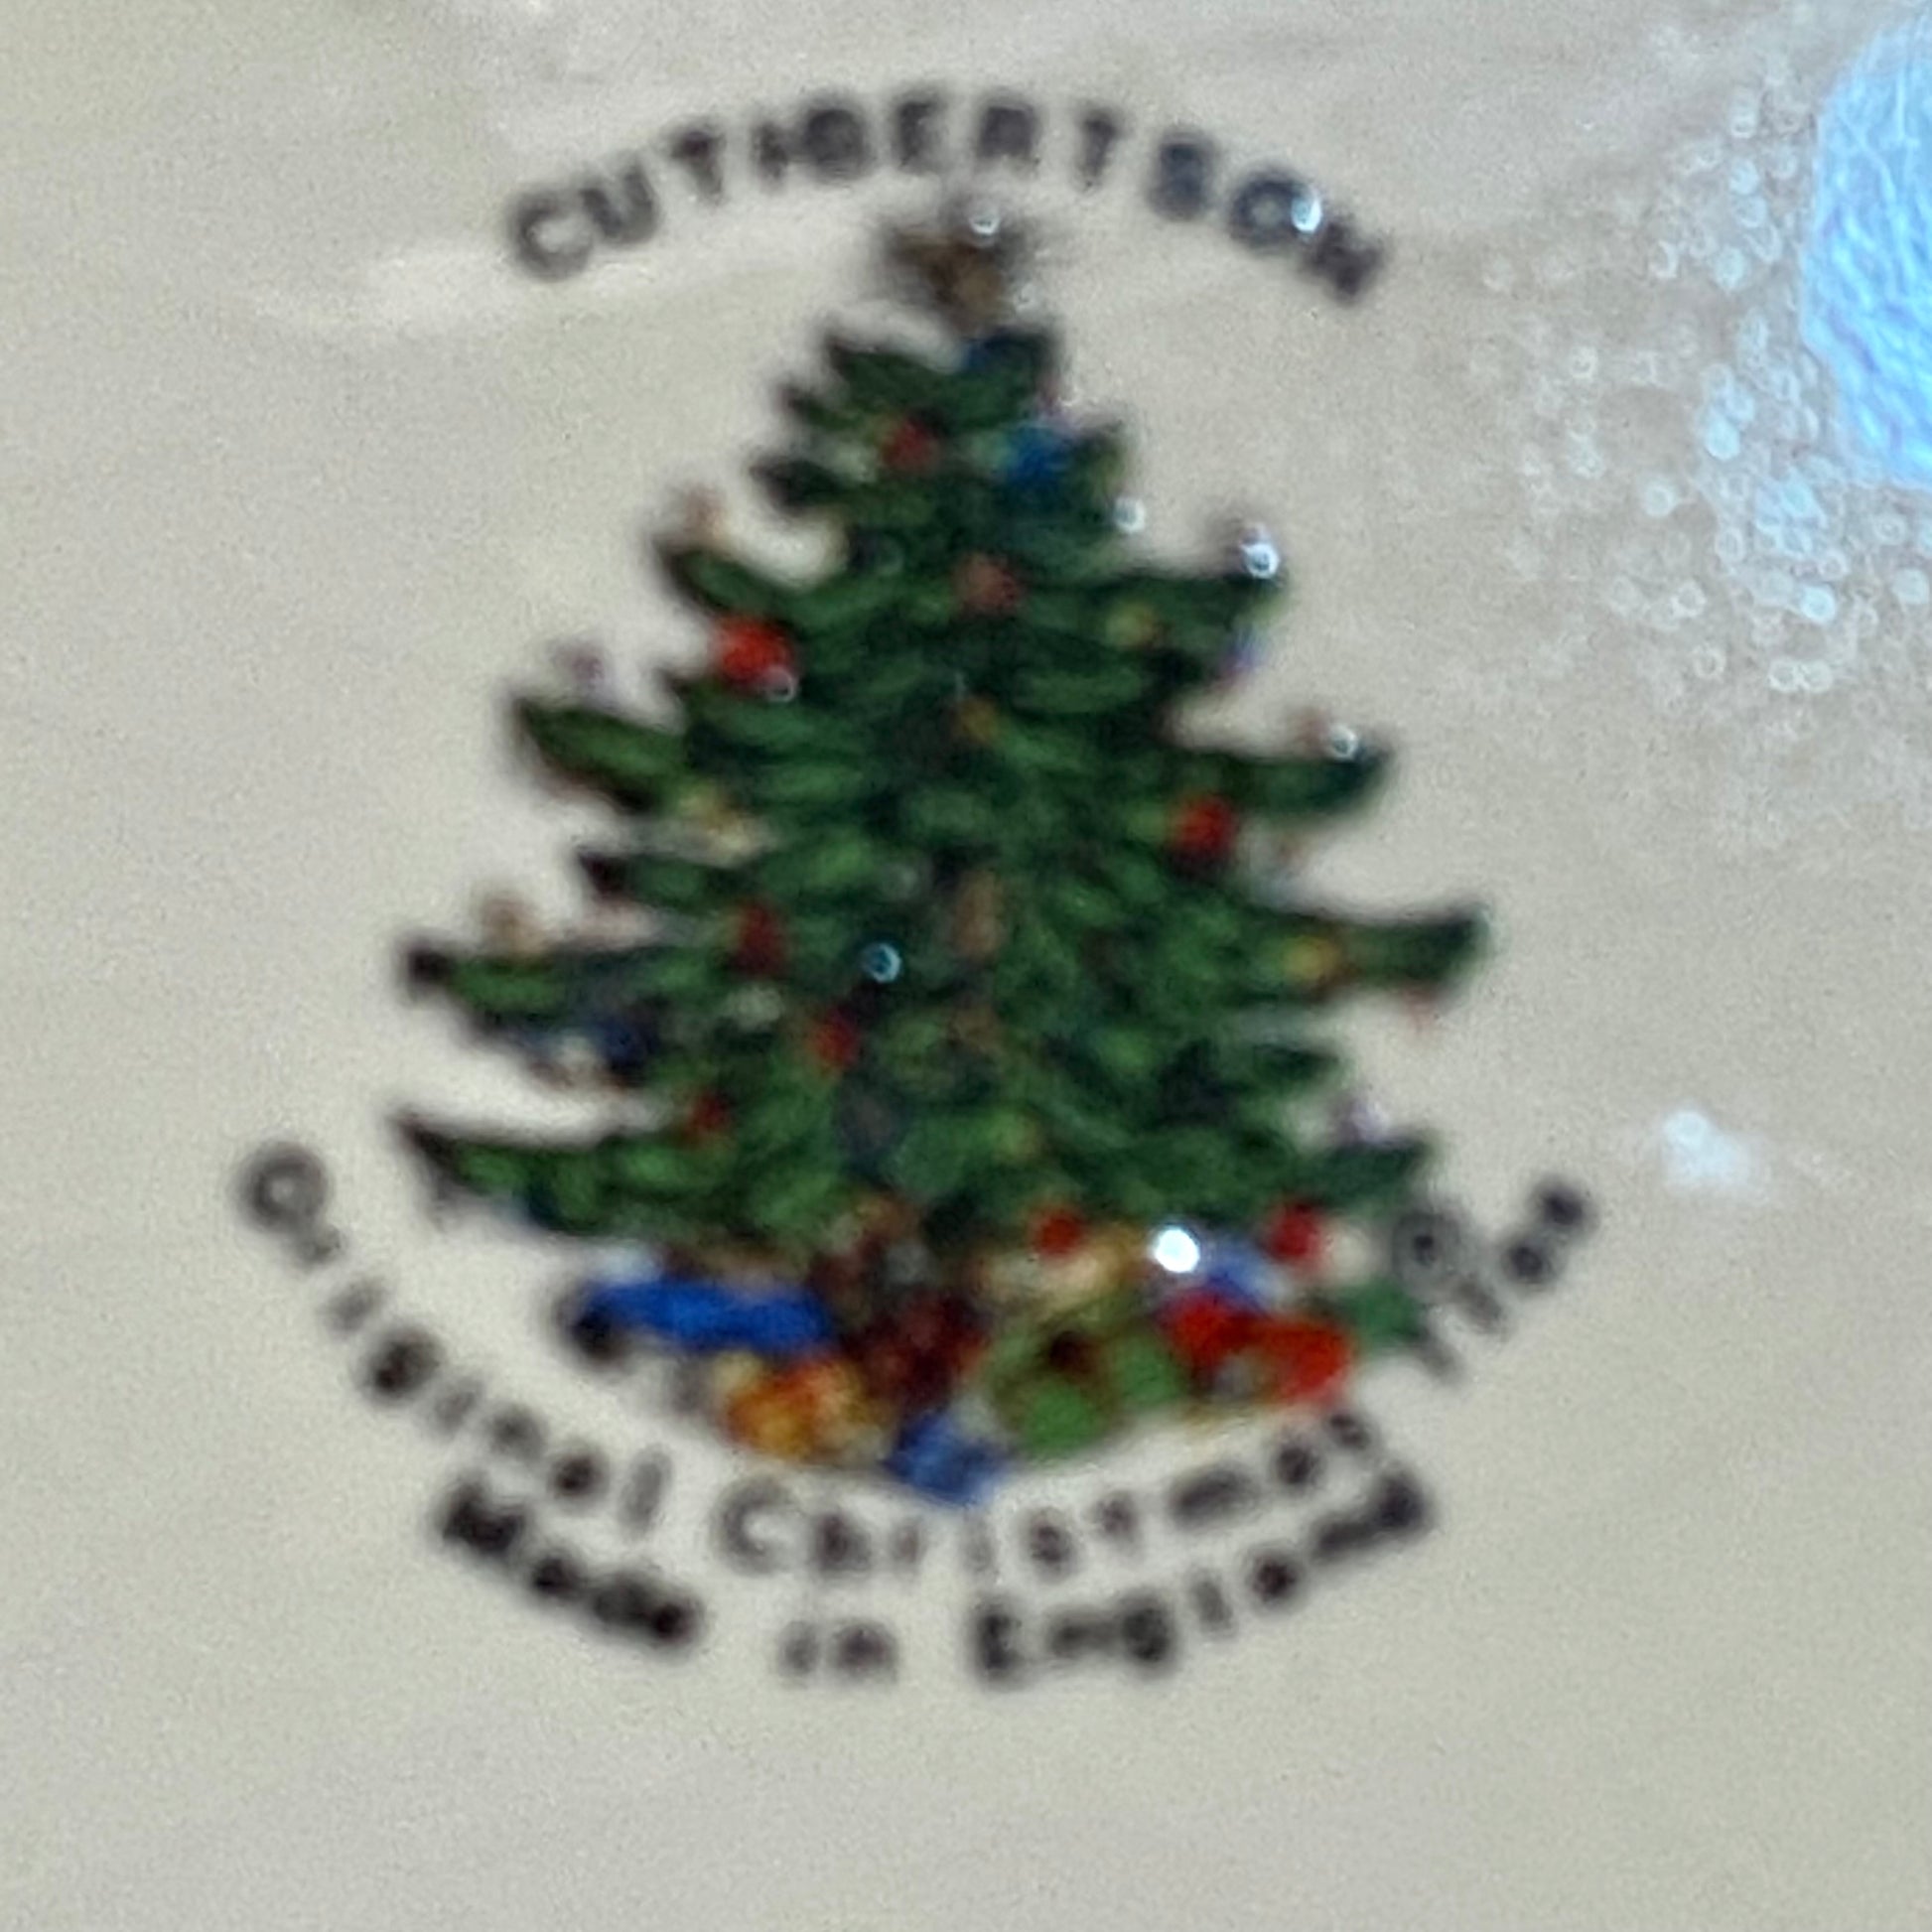 CUTHBERTSON
Original Christmas Tree
Made in England